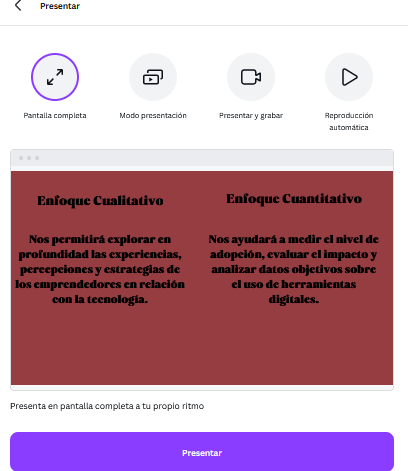 Presentar
Pantalla completa
Modo presentación
Presentar y grabar
Reproducción
automática
Enfoque Cualitativo
Nos permitirá explorar en
profundidad las experiencias,
percepciones y estrategias de
los emprendedores en relación
con la tecnología.
Enfoque Cuantitativo
Nos ayudará a medir el nivel de
adopción, evaluar el impacto y
analizar datos objetivos sobre
el uso de herramientas
digitales.
Presenta en pantalla completa a tu propio ritmo
Presentar